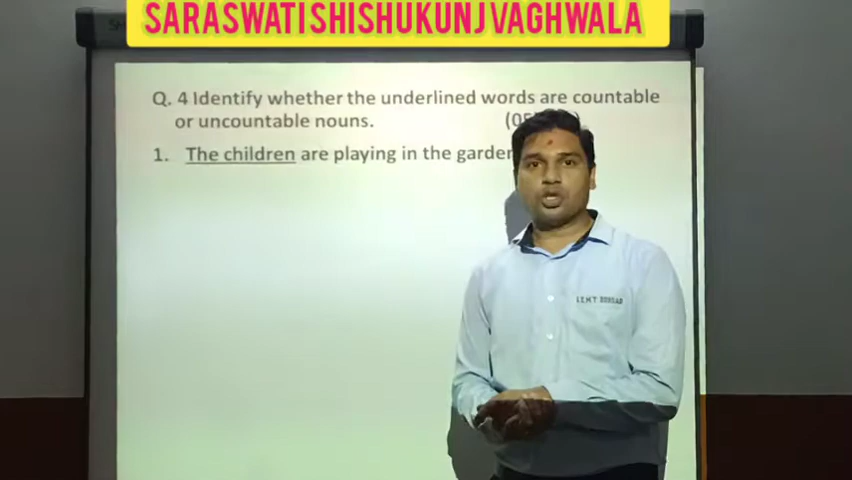 SARASWATI SHISHUKUNJ VAGHWALA
Q. 4 Identify whether the underlined words are countable
or uncountable nouns.
1. The children are playing in the garden